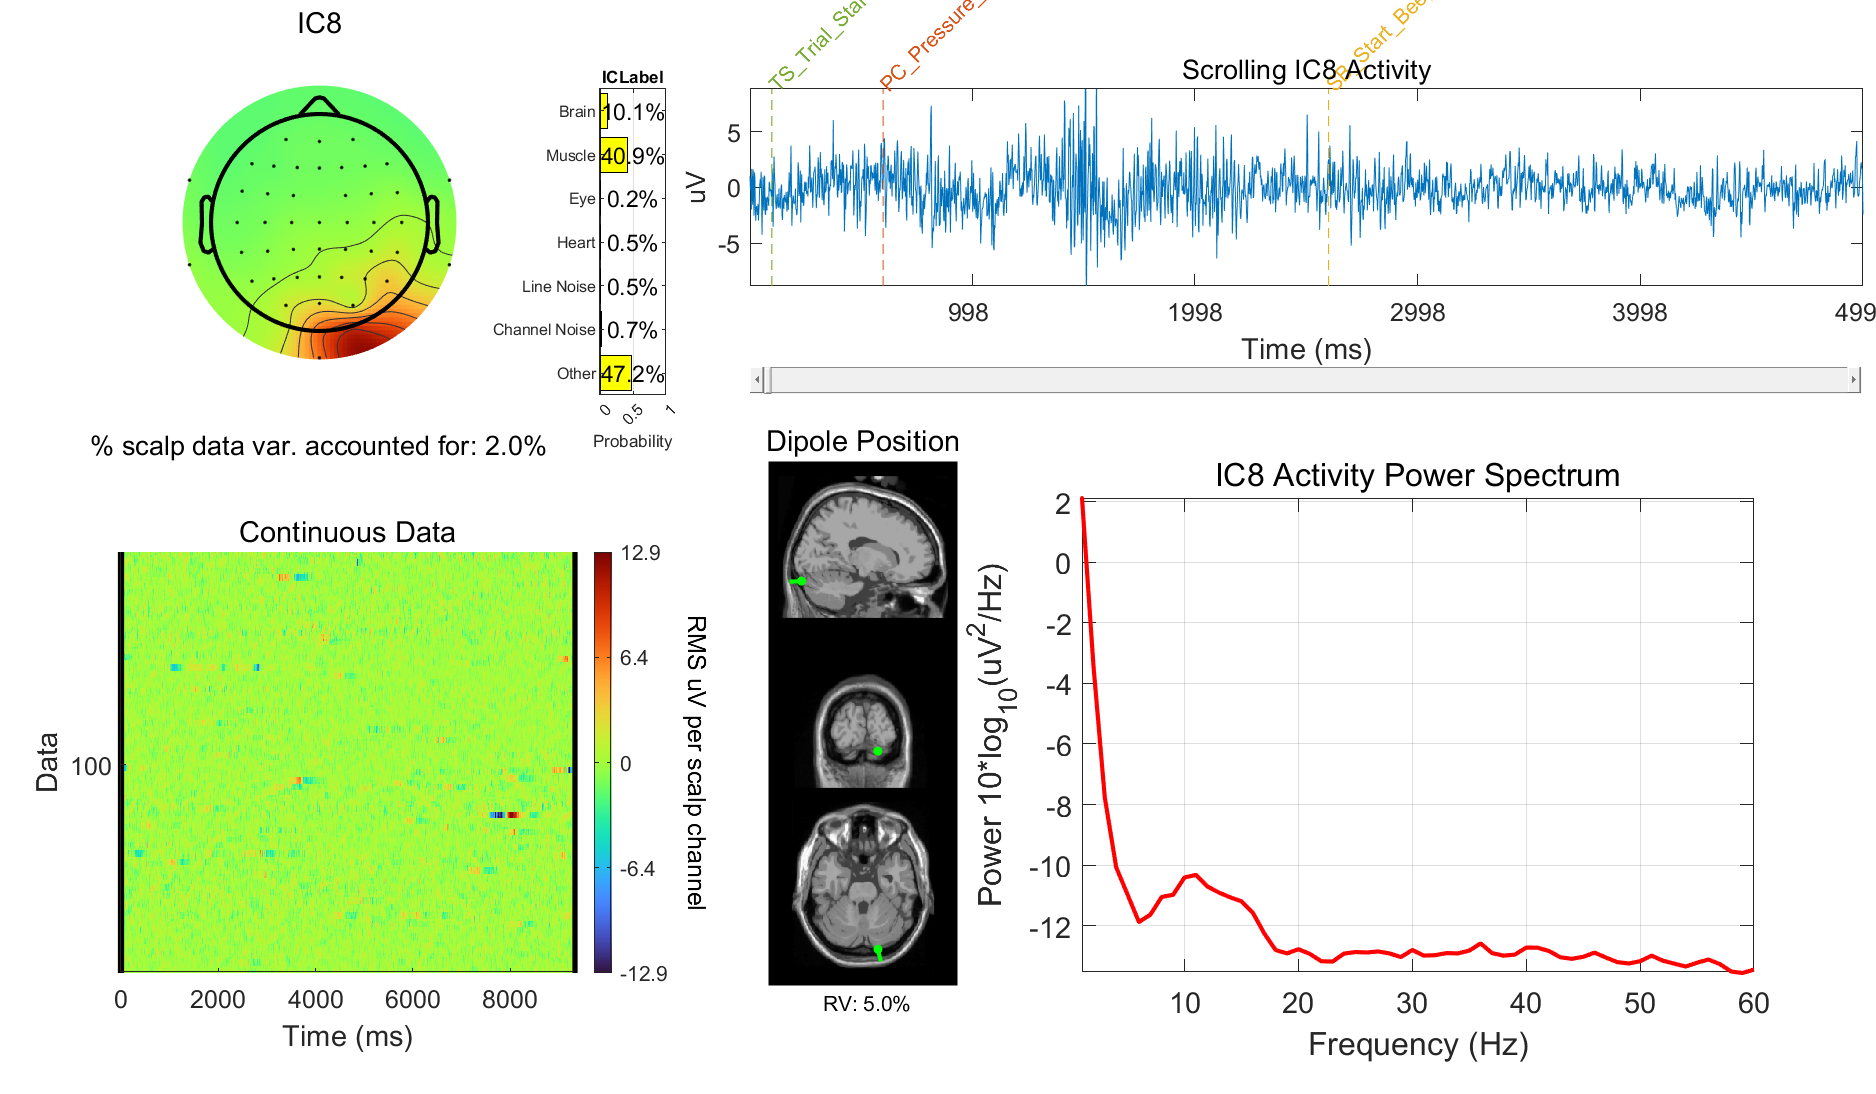 IC8
ICLabel
Brain 10.1%
Muscle 40.9%
Eye 0.2%
Heart 0.5%
Line Noise 0.5%
Channel Noise 0.7%
Other 47.2%
0 0.5 1
Probability
% scalp data var. accounted for: 2.0%
TS_Trial_Star
PC_Pressure_
SB_Start_Bee
Scrolling IC8 Activity
5
0
-5
uV
998 1998 2998 3998 499
Time (ms)
Continuous Data
Data
100
0 2000 4000 6000 8000
Time (ms)
12.9
6.4
0
-6.4
-12.9
RMS uV per scalp channel
Dipole Position
RV: 5.0%
IC8 Activity Power Spectrum
Power 10*log10(uV2/Hz)
2
0
-2
-4
-6
-8
-10
-12
10 20 30 40 50 60
Frequency (Hz)